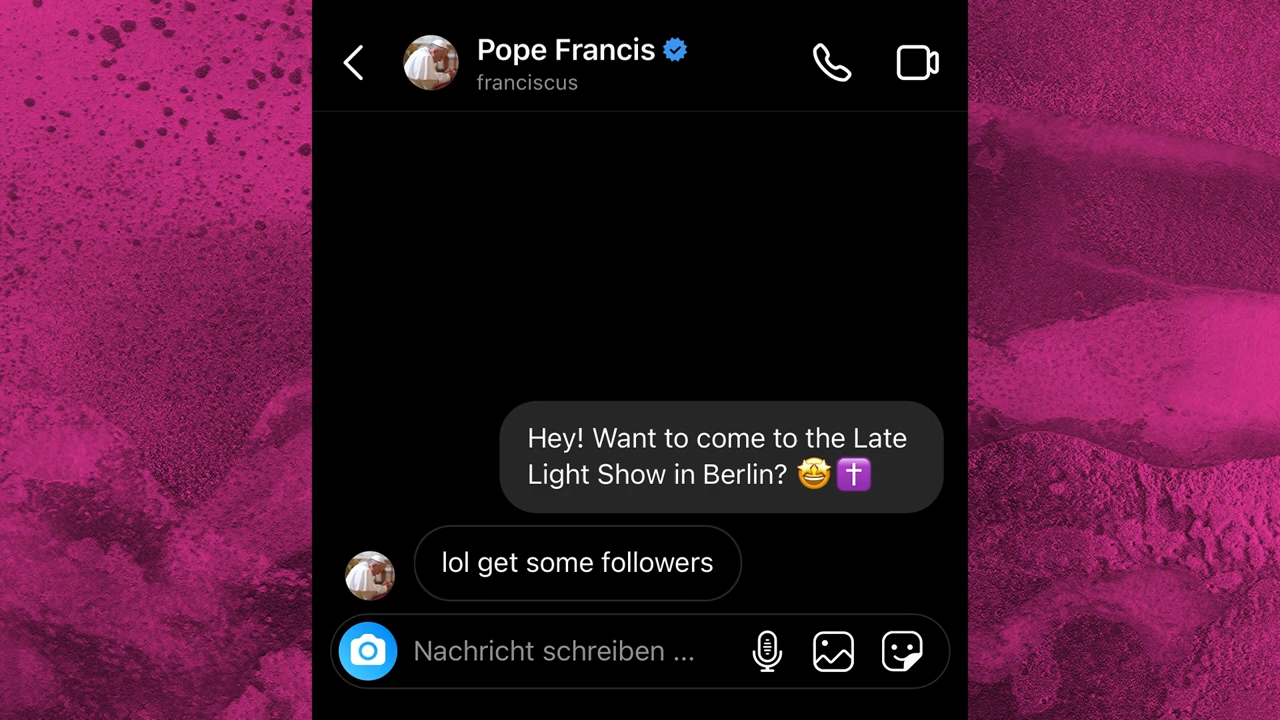 Pope Francis
franciscus
Hey! Want to come to the Late
Light Show in Berlin? 🤩✝️
lol get some followers
Nachricht schreiben ...